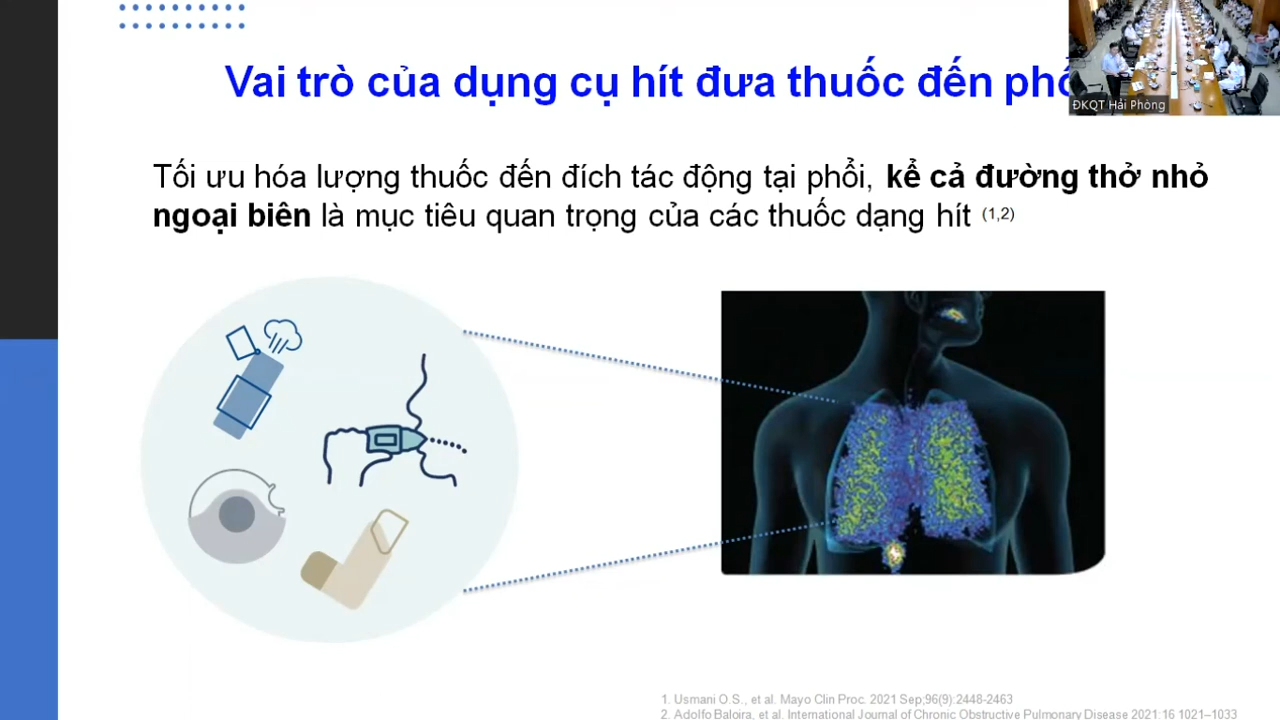 Vai trò của dụng cụ hít đưa thuốc đến phổ
ĐKQT Hải Phòng
Tối ưu hóa lượng thuốc đến đích tác động tại phổi, kể cả đường thở nhỏ
ngoại biên là mục tiêu quan trọng của các thuốc dạng hít (1,2)
1. Usmani O.S., et al. Mayo Clin Proc. 2021 Sep;96(9):2448-2463
2. Adolfo Baloira, et al. International Journal of Chronic Obstructive Pulmonary Disease 2021:16 1021–1033